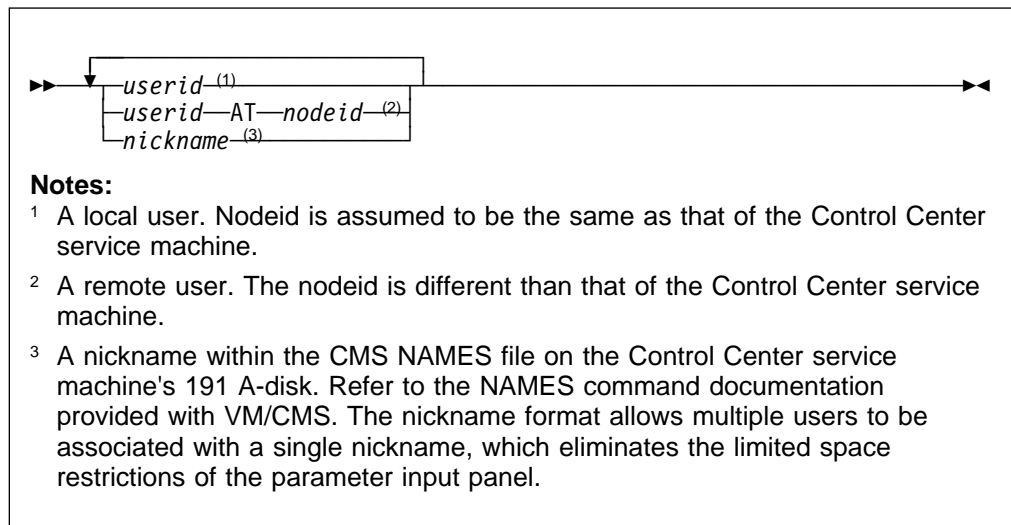 userid (1)
userid AT nodeid (2)
nickname (3)
Notes:
1 A local user. Nodeid is assumed to be the same as that of the Control Center
service machine.
2 A remote user. The nodeid is different than that of the Control Center service
machine.
3 A nickname within the CMS NAMES file on the Control Center service
machine's 191 A-disk. Refer to the NAMES command documentation
provided with VM/CMS. The nickname format allows multiple users to be
associated with a single nickname, which eliminates the limited space
restrictions of the parameter input panel.